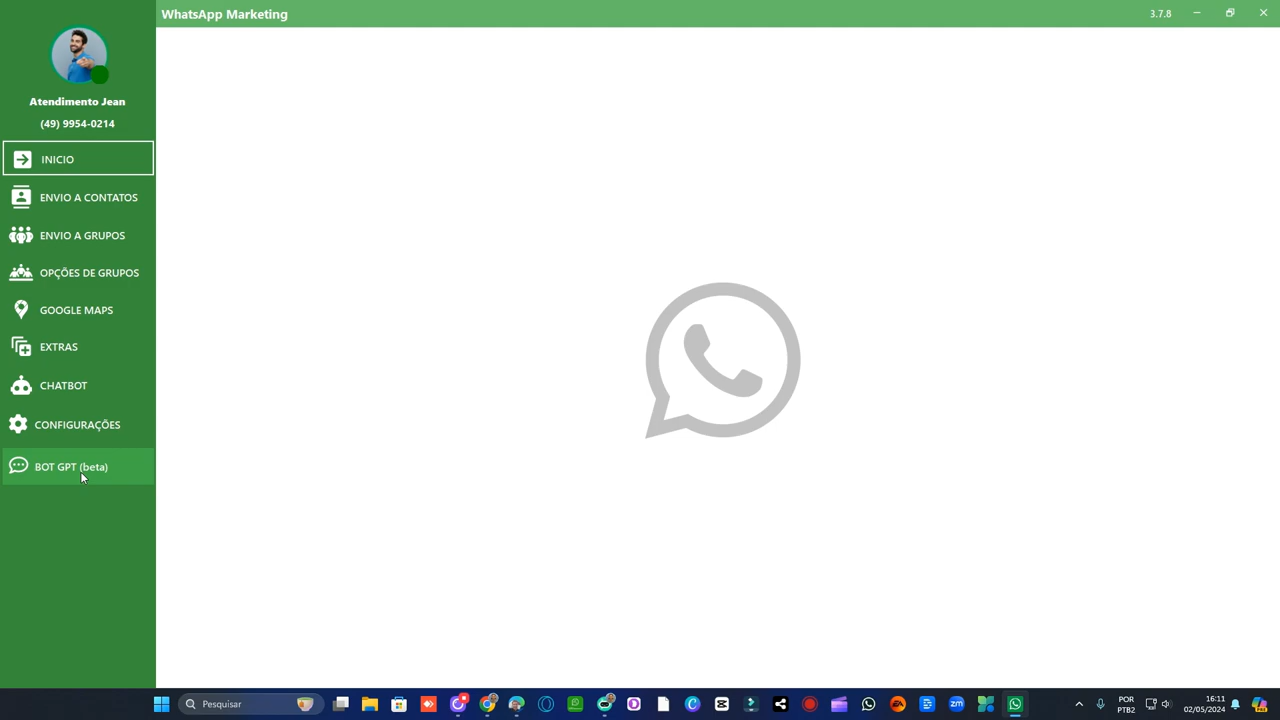 WhatsApp Marketing
3.7.8
Atendimento Jean
(49) 9954-0214
INICIO
ENVIO A CONTATOS
ENVIO A GRUPOS
OPÇÕES DE GRUPOS
GOOGLE MAPS
EXTRAS
CHATBOT
CONFIGURAÇÕES
BOT GPT (beta)
Pesquisar
zm
POR
PTB2
16:11
02/05/2024